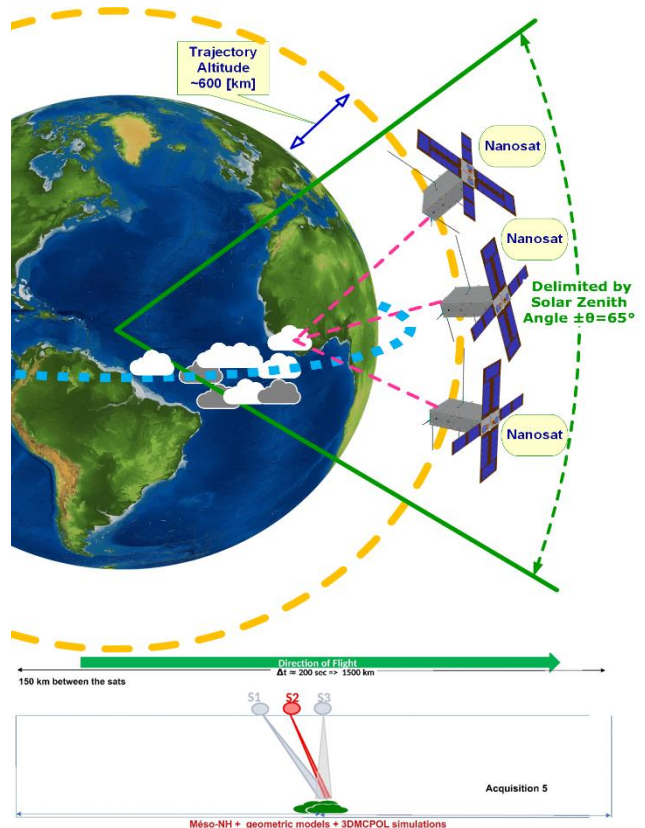 Trajectory
Altitude
~600 [km]
Nanosat
Nanosat
Delimited by
Solar Zenith
Angle ±θ=65°
Nanosat
Direction of Flight
Δt ≈ 200 sec => 1500 km
150 km between the sats
S1 S2 S3
Acquisition 5
Méso-NH + geometric models + 3DMCPOL simulations